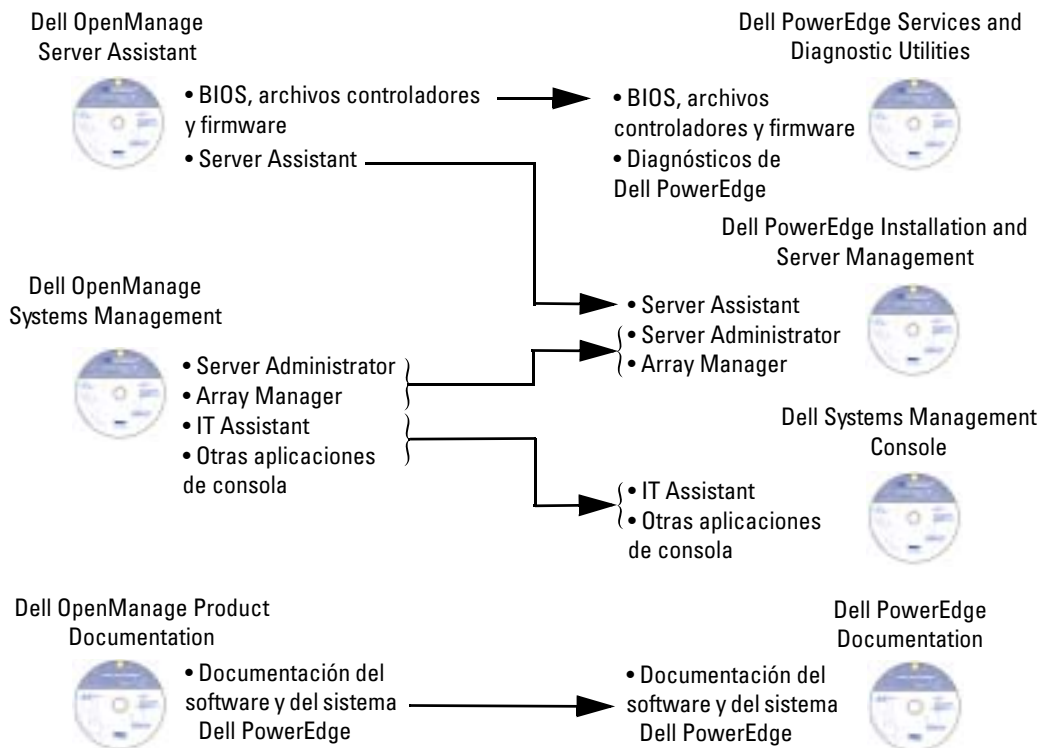 Dell OpenManage
Server Assistant
• BIOS, archivos controladores
y firmware
• Server Assistant
Dell PowerEdge Services and
Diagnostic Utilities
• BIOS, archivos
controladores y firmware
• Diagnósticos de
Dell PowerEdge
Dell PowerEdge Installation and
Server Management
• Server Assistant
• Server Administrator
• Array Manager
Dell OpenManage
Systems Management
• Server Administrator
• Array Manager
• IT Assistant
• Otras aplicaciones
de consola
Dell Systems Management
Console
• IT Assistant
• Otras aplicaciones
de consola
Dell OpenManage Product
Documentation
• Documentación del
software y del sistema
Dell PowerEdge
Dell PowerEdge
Documentation
• Documentación del
software y del sistema
Dell PowerEdge